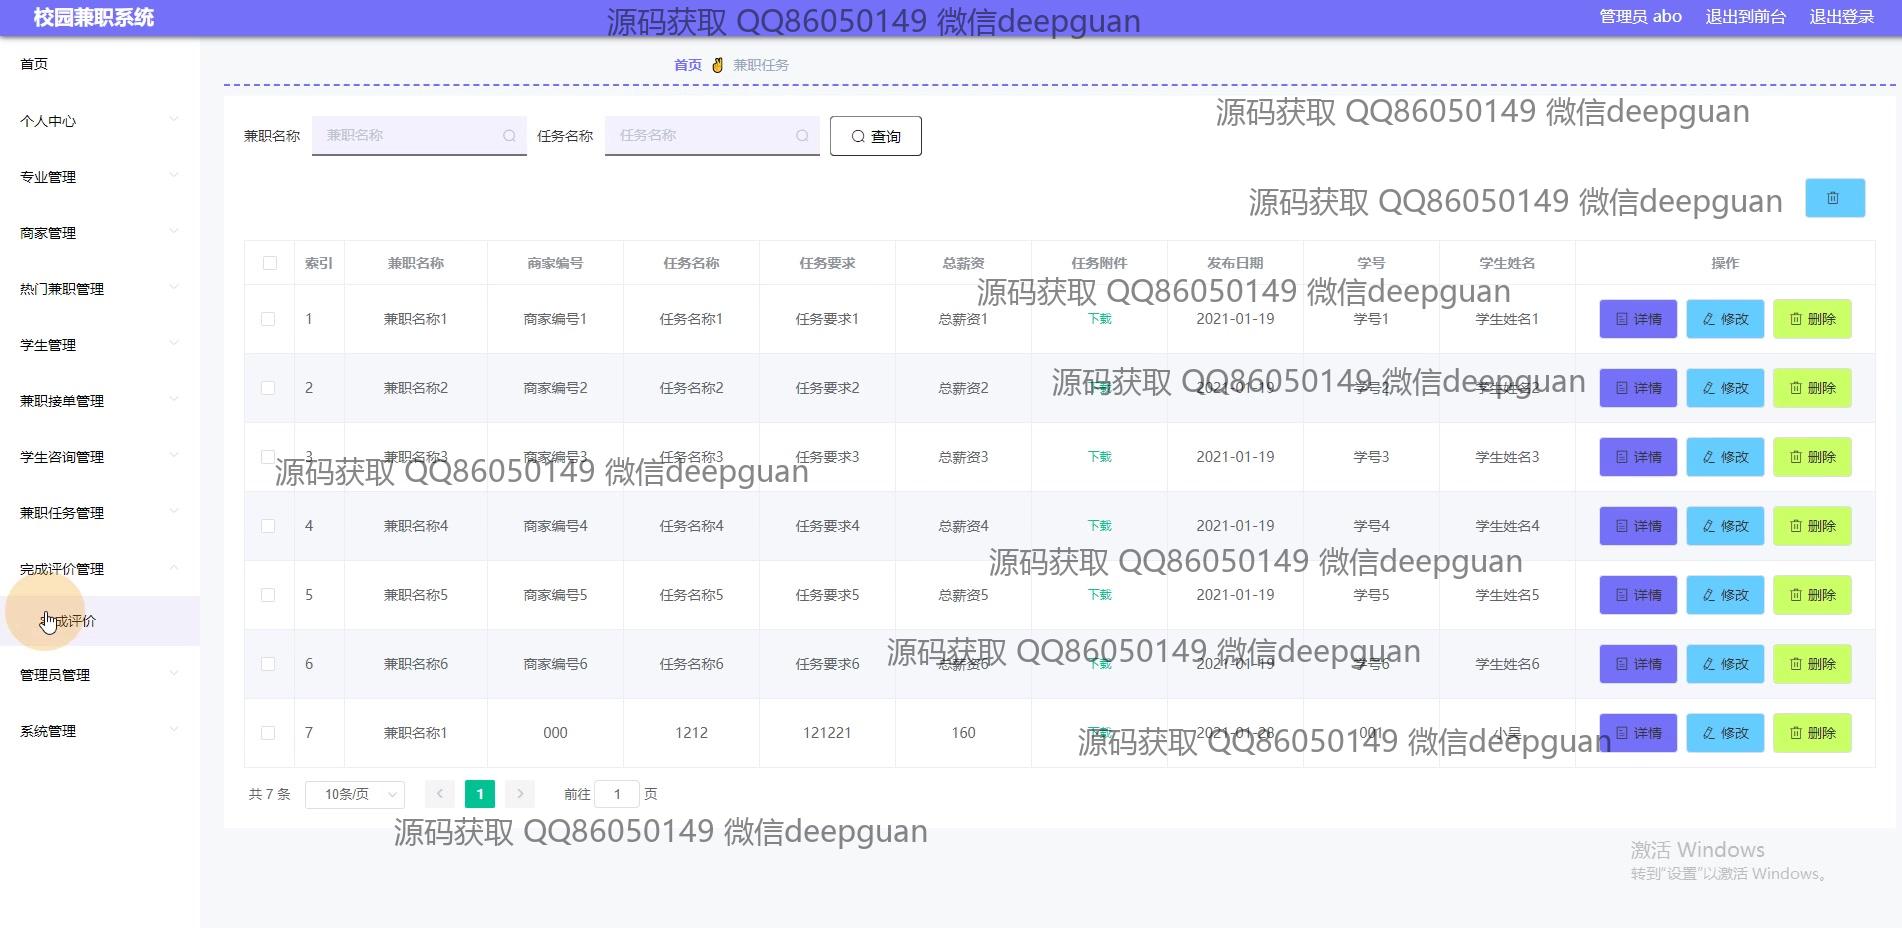 校园兼职系统 源码获取 QQ86050149 微信deepguan 管理员 abo 退出到前台 退出登录
首页
首页 兼职任务
个人中心
专业管理
商家管理
热门兼职管理
学生管理
兼职接单管理
学生咨询管理
兼职任务管理
完成评价管理
成评价
管理员管理
系统管理
源码获取 QQ86050149 微信deepguan
兼职名称 兼职名称 任务名称 任务名称 查询
源码获取 QQ86050149 微信deepguan
索引 兼职名称 商家编号 任务名称 任务要求 总薪资 任务附件 发布日期 学号 学生姓名 操作
源码获取 QQ86050149 微信deepguan
1 兼职名称1 商家编号1 任务名称1 任务要求1 总薪资1 下载 2021-01-19 学号1 学生姓名1 详情 修改 删除
源码获取 QQ86050149 微信deepguan
2 兼职名称2 商家编号2 任务名称2 任务要求2 总薪资2 下载 2021-01-19 学号2 学生姓名2 详情 修改 删除
3 兼职名称3 商家编号3 任务名称3 任务要求3 总薪资3 下载 2021-01-19 学号3 学生姓名3 详情 修改 删除
源码获取 QQ86050149 微信deepguan
4 兼职名称4 商家编号4 任务名称4 任务要求4 总薪资4 下载 2021-01-19 学号4 学生姓名4 详情 修改 删除
源码获取 QQ86050149 微信deepguan
5 兼职名称5 商家编号5 任务名称5 任务要求5 总薪资5 下载 2021-01-19 学号5 学生姓名5 详情 修改 删除
源码获取 QQ86050149 微信deepguan
6 兼职名称6 商家编号6 任务名称6 任务要求6 总薪资6 下载 2021-01-19 学号6 学生姓名6 详情 修改 删除
7 兼职名称1 000 1212 121221 160 下载 2021-01-28 001 小吴 详情 修改 删除
源码获取 QQ86050149 微信deepguan
共 7 条 10条/页 1 前往 1 页
源码获取 QQ86050149 微信deepguan
激活 Windows
转到"设置"以激活 Windows。